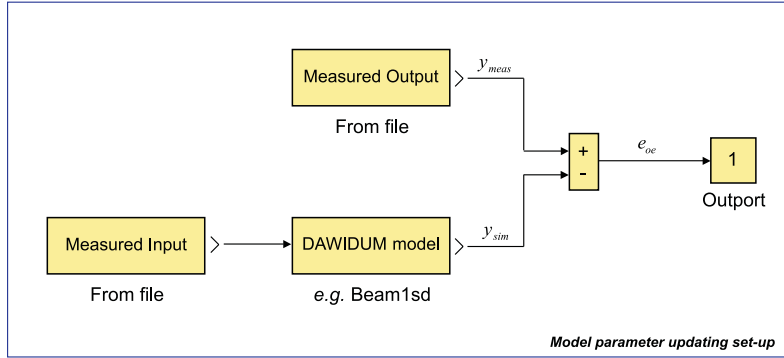 Measured Output
From file
y_meas
+
-
e_oe
1
Outport
Measured Input
From file
DAWIDUM model
e.g. Beam1sd
y_sim
Model parameter updating set-up